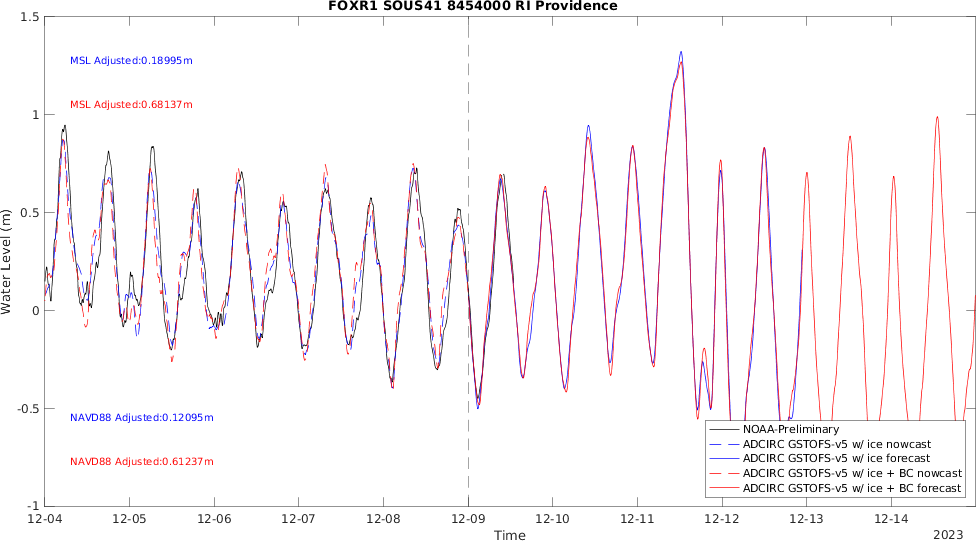 FOXR1 SOUS41 8454000 RI Providence
1.5
MSL Adjusted:0.18995m
MSL Adjusted:0.68137m
1
0.5
Water Level (m)
0
-0.5
NAVD88 Adjusted:0.12095m
NAVD88 Adjusted:0.61237m
NOAA-Preliminary
ADCIRC GSTOFS-v5 w/ ice nowcast
ADCIRC GSTOFS-v5 w/ ice forecast
ADCIRC GSTOFS-v5 w/ ice + BC nowcast
ADCIRC GSTOFS-v5 w/ ice + BC forecast
-1
12-04 12-05 12-06 12-07 12-08 12-09 12-10 12-11 12-12 12-13 12-14
Time
2023